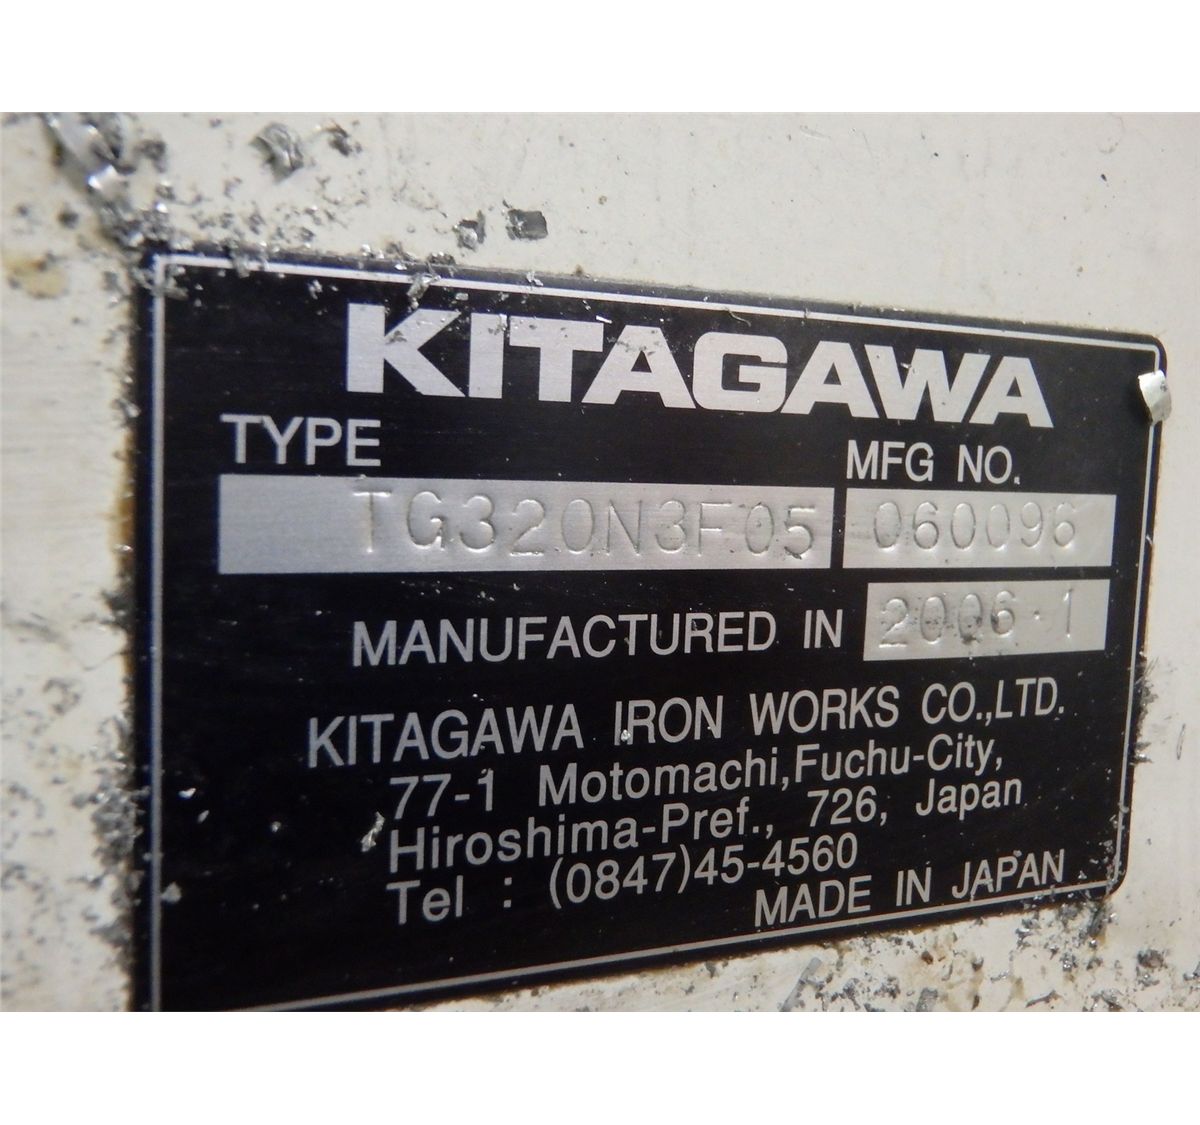 KITAGAWA
TYPE MFG NO.
TG320N3F05 060096
MANUFACTURED IN 2006·1
KITAGAWA IRON WORKS CO.,LTD.
77-1 Motomachi,Fuchu-City,
Hiroshima-Pref., 726, Japan
Tel : (0847)45-4560
MADE IN JAPAN